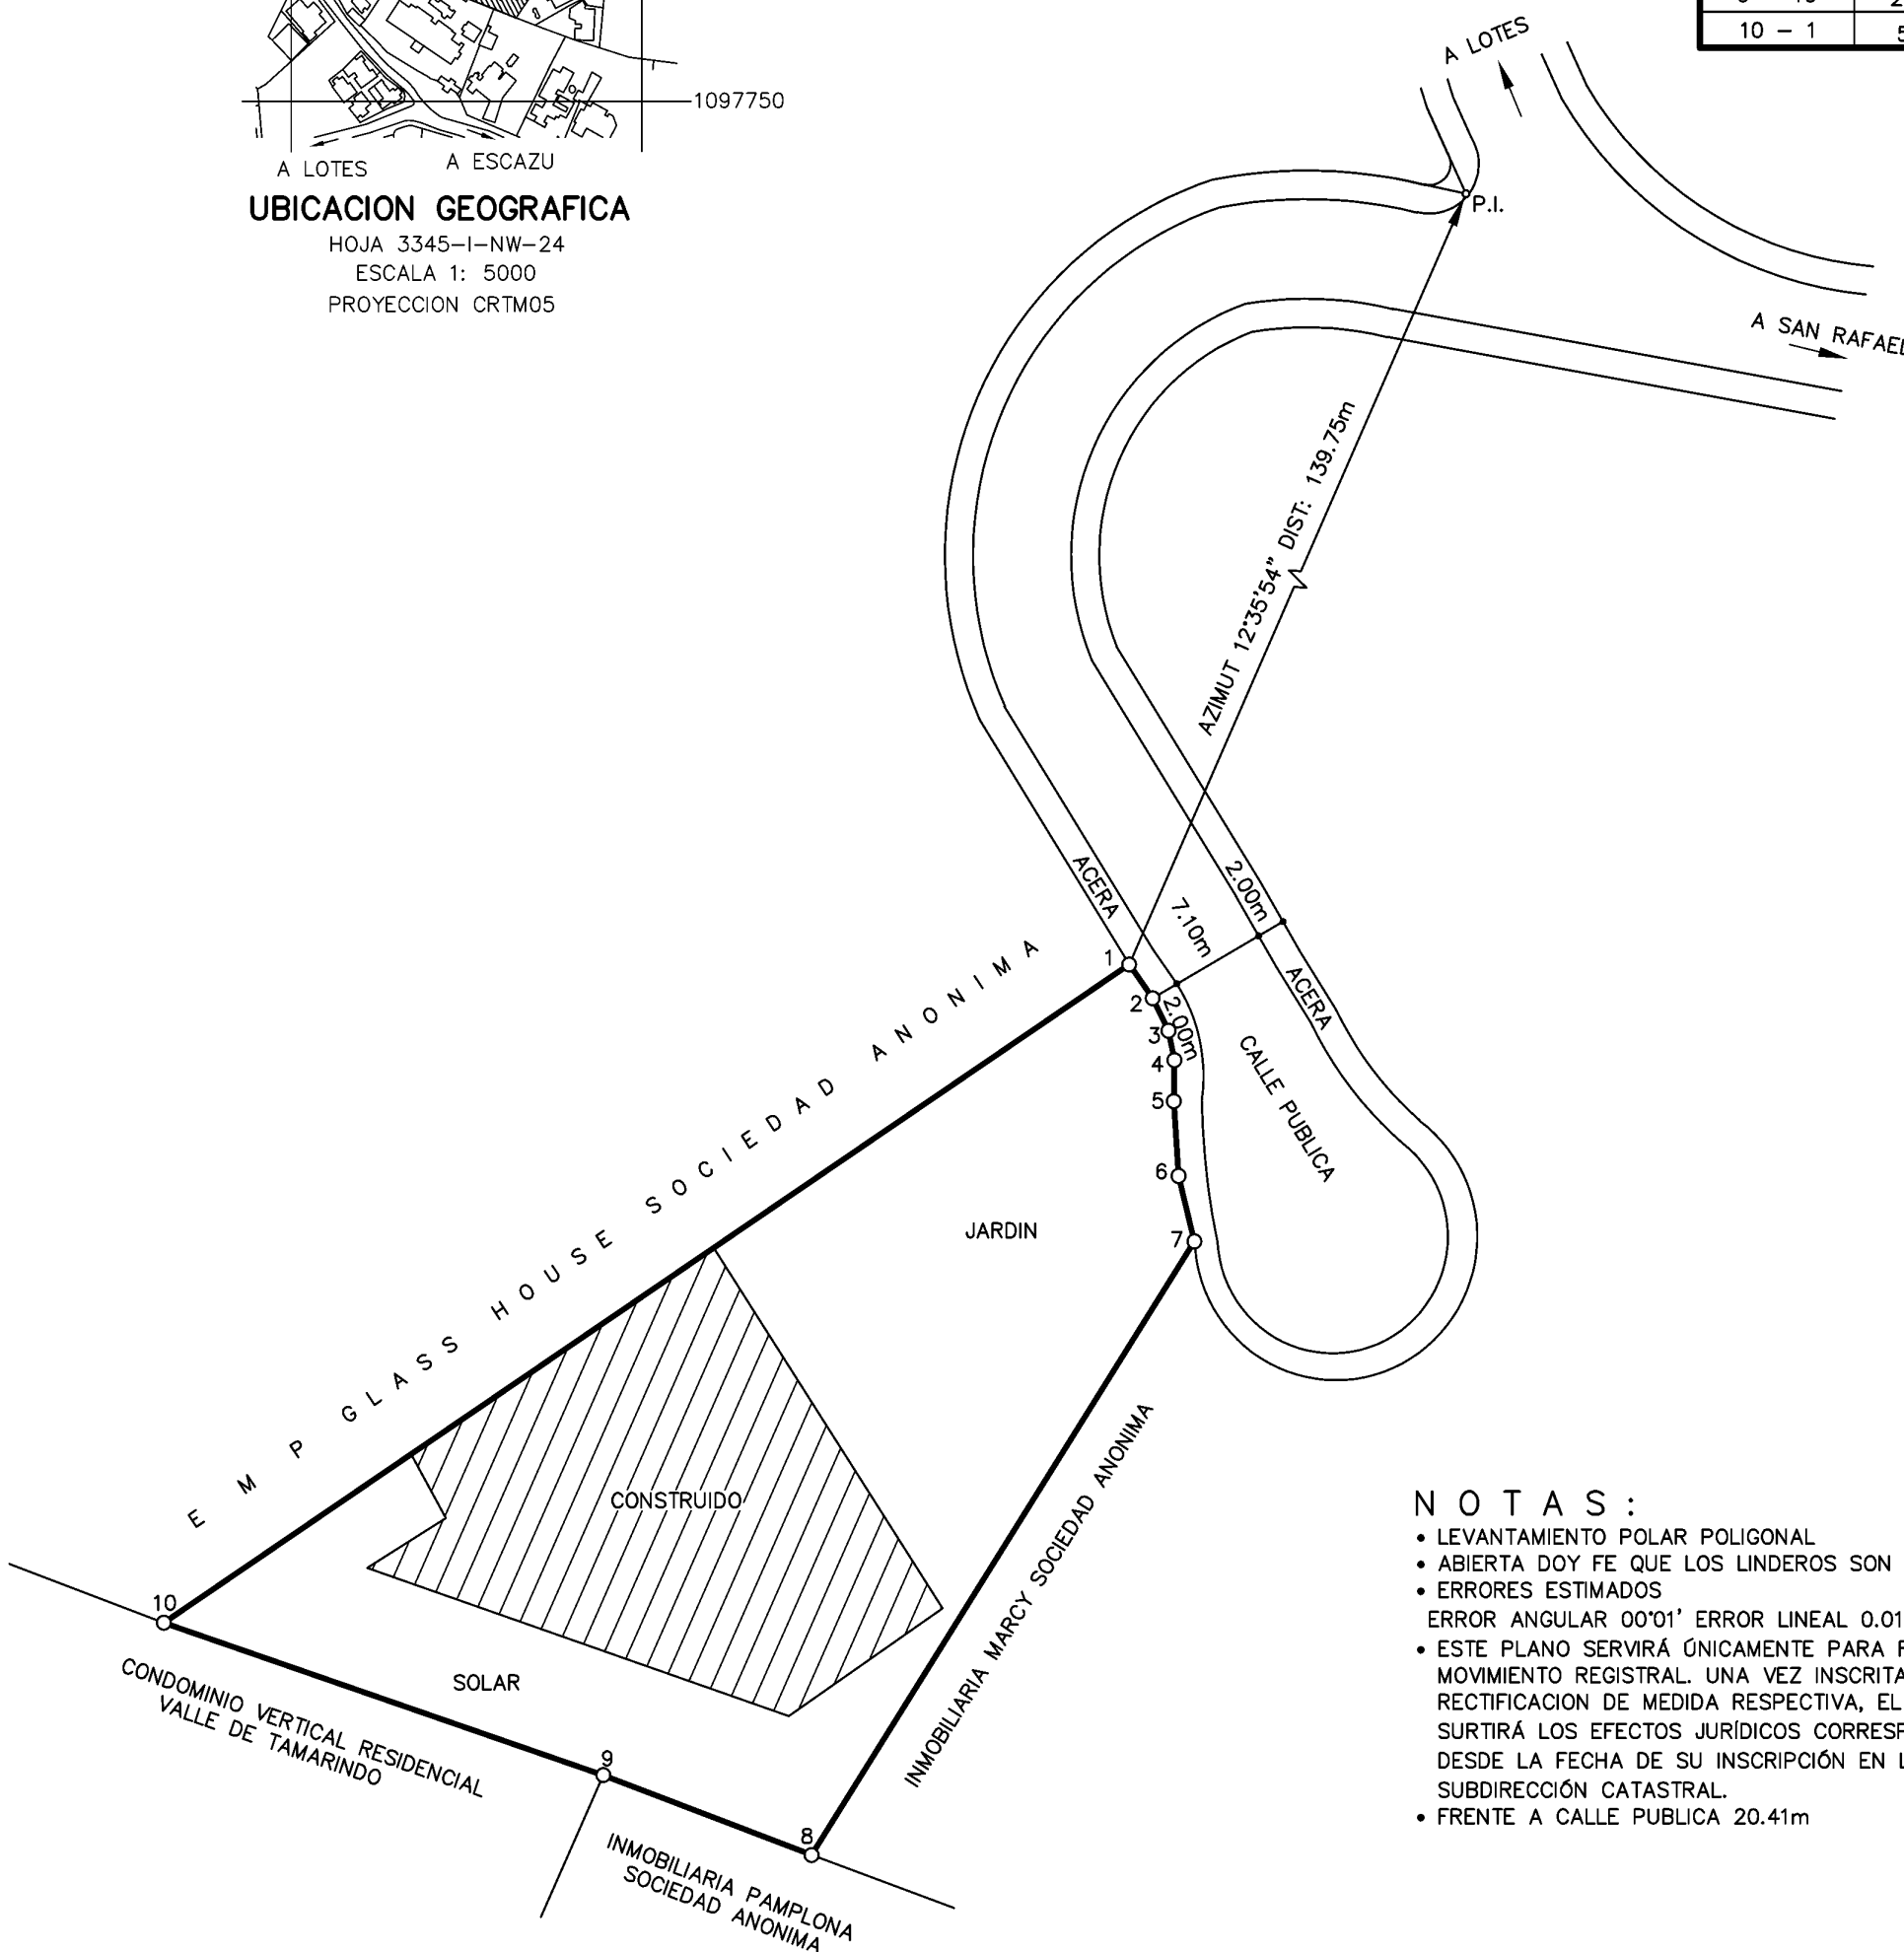 10 – 1
1097750
A LOTES
A ESCAZU
UBICACION GEOGRAFICA
HOJA 3345–I–NW–24
ESCALA 1: 5000
PROYECCION CRTM05
A LOTES
P.I.
A SAN RAFAEL
AZIMUT 12°35'54" DIST: 139.75m
ACERA
2.00m
7.10m
ACERA
2.00m
CALLE PUBLICA
1
2
3
4
5
6
7
E M P GLASS HOUSE SOCIEDAD ANONIMA
JARDIN
CONSTRUIDO
INMOBILIARIA MARCY SOCIEDAD ANONIMA
10
SOLAR
CONDOMINIO VERTICAL RESIDENCIAL
VALLE DE TAMARINDO
9
8
INMOBILIARIA PAMPLONA
SOCIEDAD ANONIMA
NOTAS:
• LEVANTAMIENTO POLAR POLIGONAL
• ABIERTA DOY FE QUE LOS LINDEROS SON
• ERRORES ESTIMADOS
ERROR ANGULAR 00°01' ERROR LINEAL 0.01
• ESTE PLANO SERVIRÁ ÚNICAMENTE PARA
MOVIMIENTO REGISTRAL. UNA VEZ INSCRITA
RECTIFICACION DE MEDIDA RESPECTIVA, EL
SURTIRÁ LOS EFECTOS JURÍDICOS
DESDE LA FECHA DE SU INSCRIPCIÓN EN
SUBDIRECCIÓN CATASTRAL.
• FRENTE A CALLE PUBLICA 20.41m